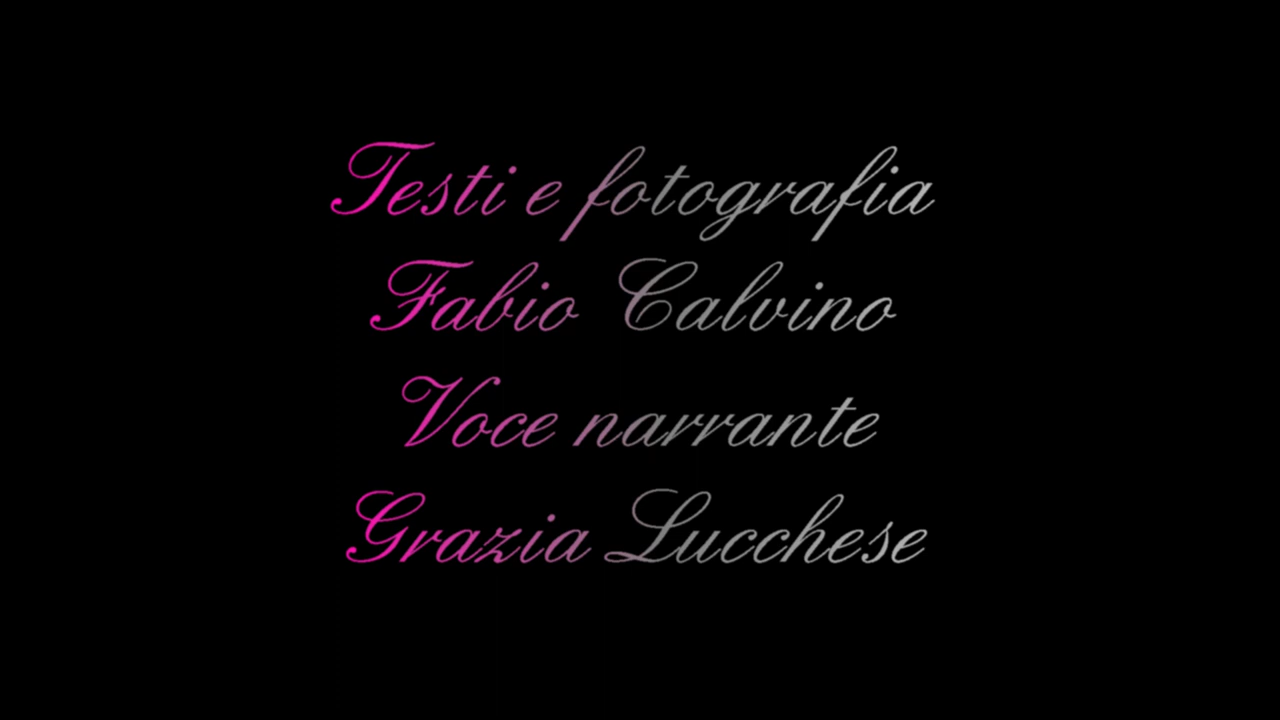 Testi e fotografia
Fabio Calvino
Voce narrante
Grazia Lucchese